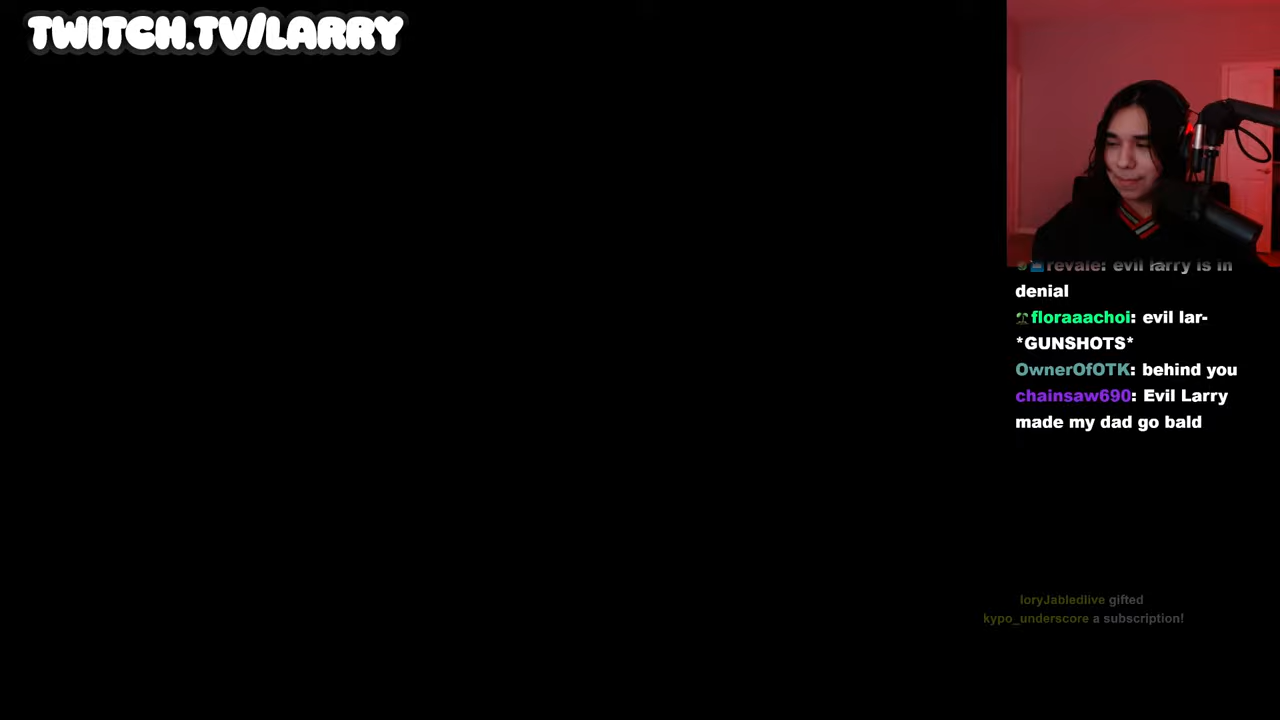 TWITCH.TV/LARRY
revale: evil larry is in
denial
floraaachoi: evil lar-
*GUNSHOTS*
OwnerOfOTK: behind you
chainsaw690: Evil Larry
made my dad go bald
loryJabledlive gifted
kypo_underscore a subscription!